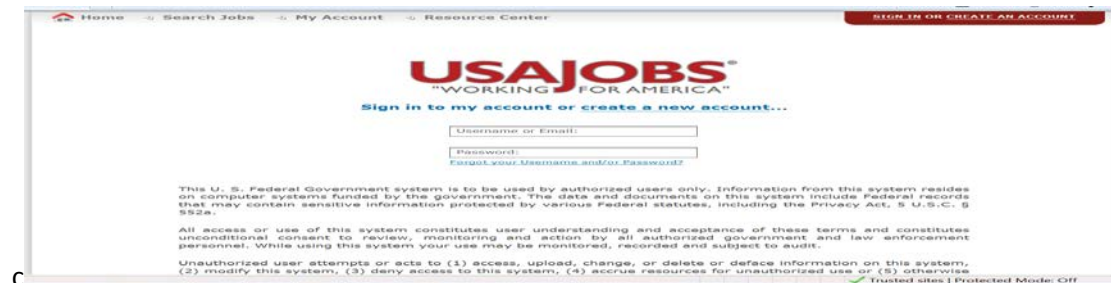 Home Search Jobs My Account Resource Center SIGN IN OR CREATE AN ACCOUNT
USAJOBS
"WORKING FOR AMERICA"
Sign in to my account or create a new account...
Username or Email:
Password:
Forgot your Username and/or Password?
This U. S. Federal Government system is to be used by authorized users only. Information from this system resides
on computer systems funded by the government. The data and documents on this system include Federal records
that may contain sensitive information protected by various Federal statutes, including the Privacy Act, 5 U.S.C. §
552a.
All access or use of this system constitutes user understanding and acceptance of these terms and constitutes
unconditional consent to review, monitoring and action by all authorized government and law enforcement
personnel. While using this system your use may be monitored, recorded and subject to audit.
Unauthorized user attempts or acts to (1) access, upload, change, or delete or deface information on this system,
(2) modify this system, (3) deny access to this system, (4) accrue resources for unauthorized use or (5) otherwise
c
Trusted sites | Protected Mode: Off